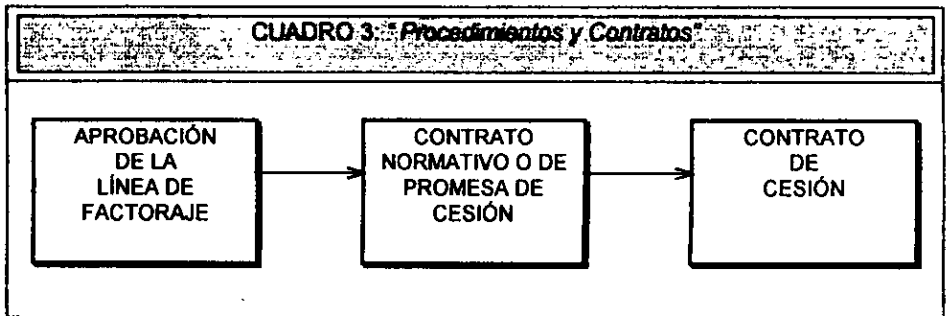 CUADRO 3: "Procedimientos y Contratos"
APROBACIÓN
DE LA
LÍNEA DE
FACTORAJE
CONTRATO
NORMATIVO O DE
PROMESA DE
CESIÓN
CONTRATO
DE
CESIÓN